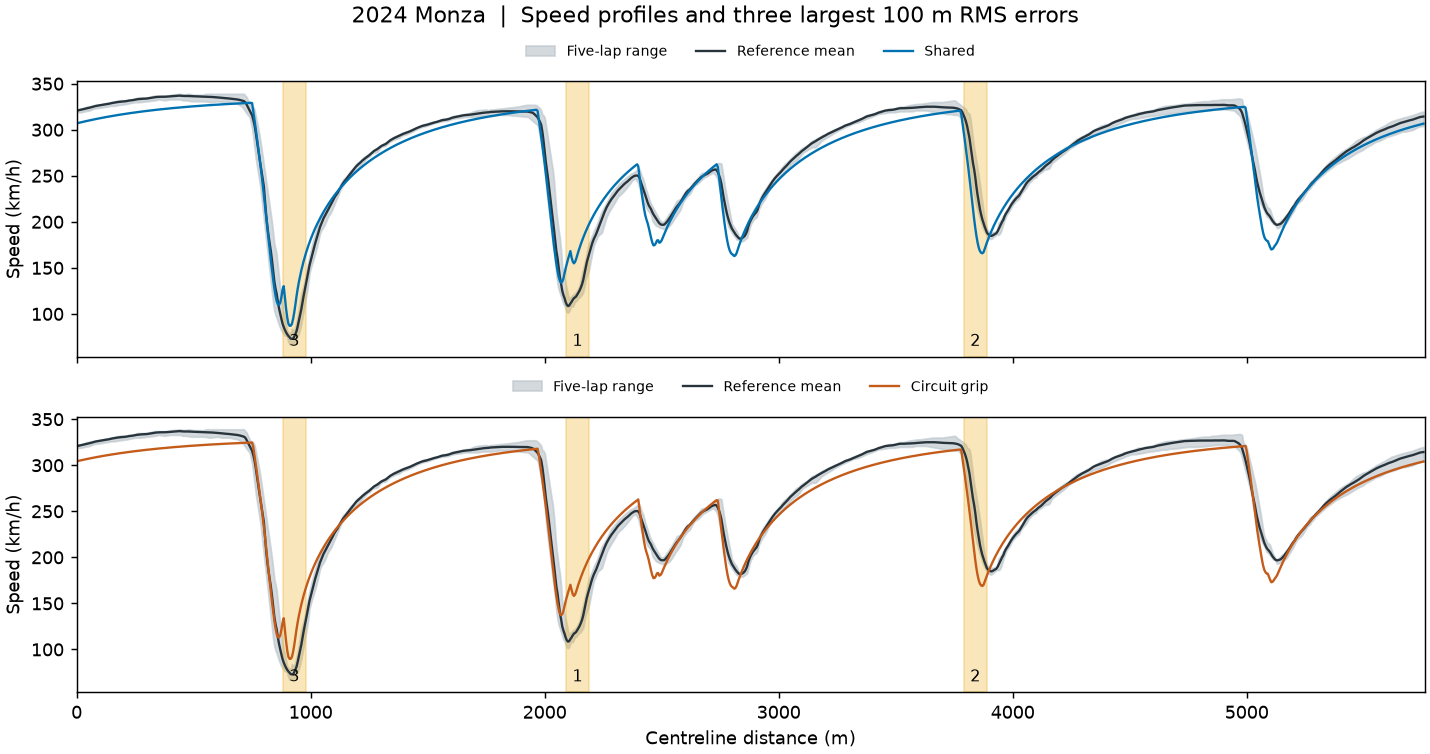 2024 Monza | Speed profiles and three largest 100 m RMS errors
Five-lap range Reference mean Shared
350
300
250
200
150
100
Speed (km/h)
3 1 2
Five-lap range Reference mean Circuit grip
350
300
250
200
150
100
Speed (km/h)
3 1 2
0 1000 2000 3000 4000 5000
Centreline distance (m)